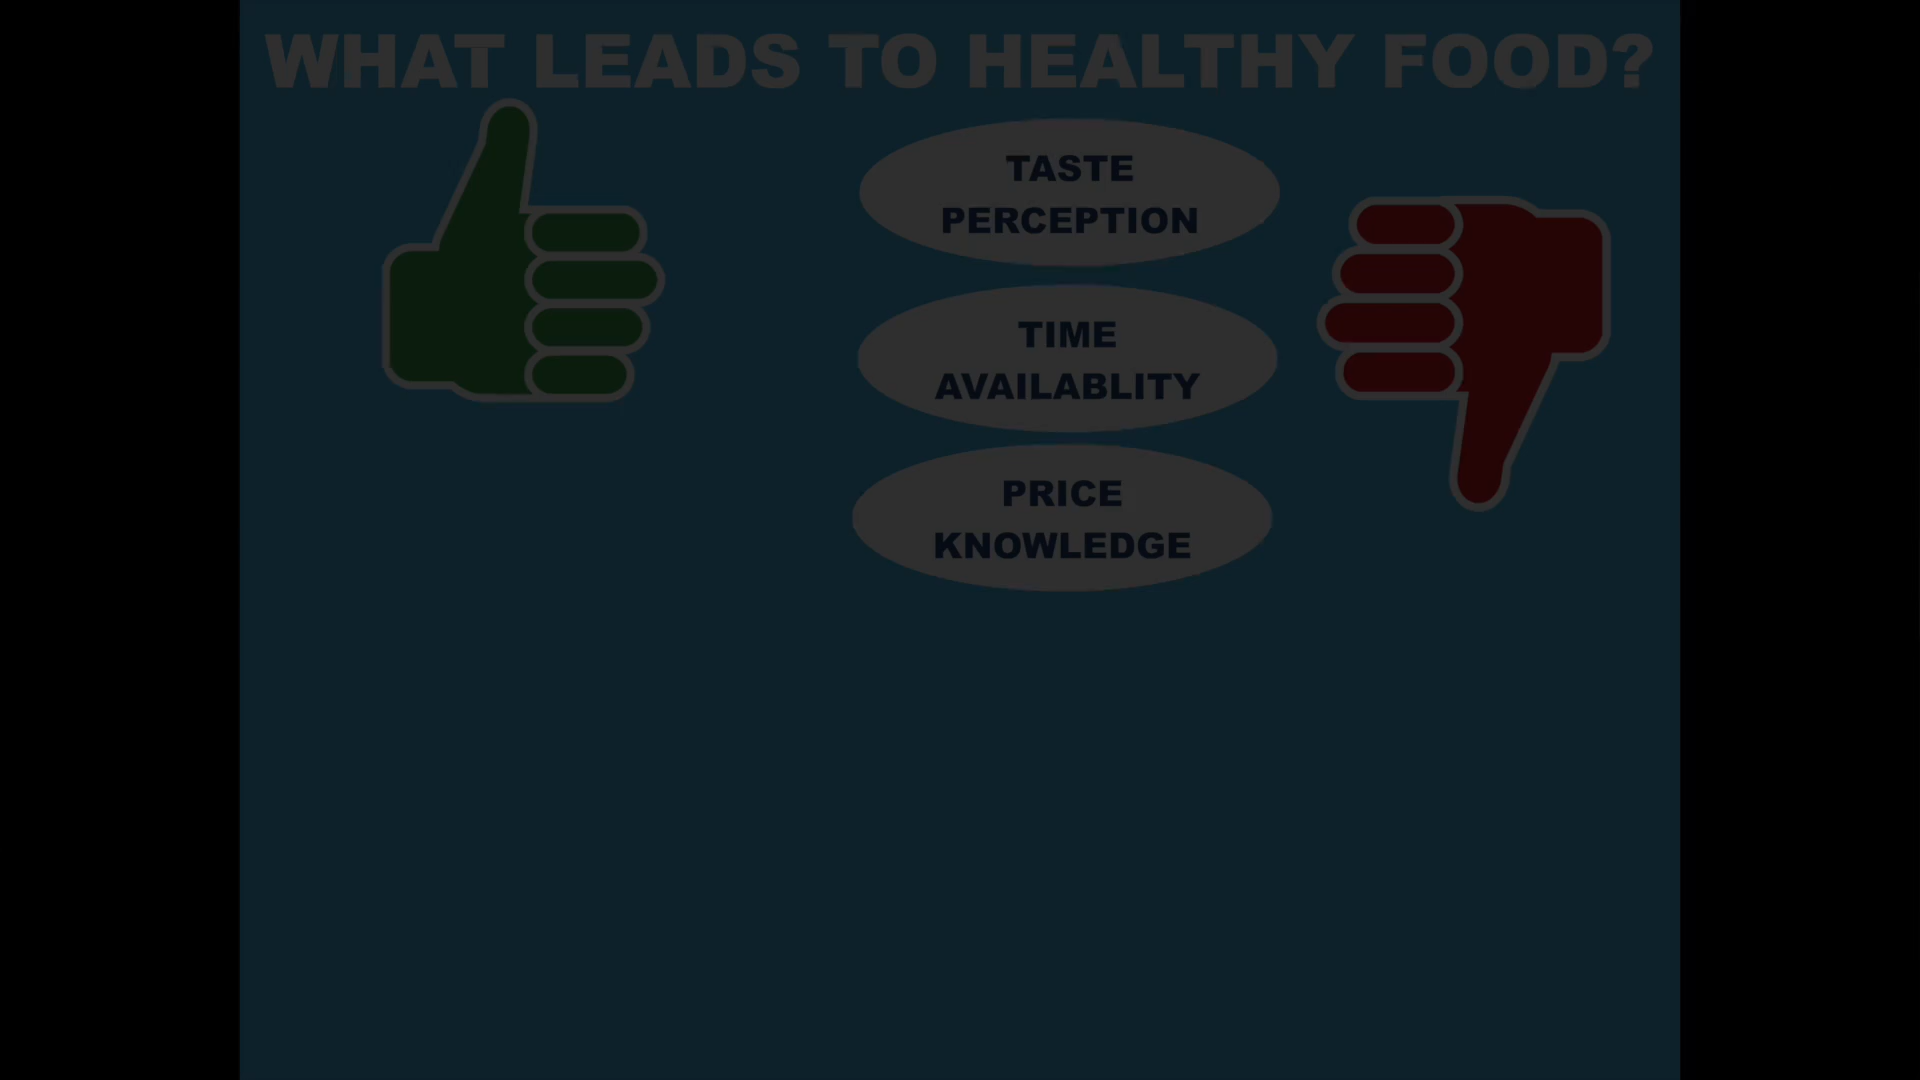 WHAT LEADS TO HEALTHY FOOD?
TASTE
PERCEPTION
TIME
AVAILABLITY
PRICE
KNOWLEDGE